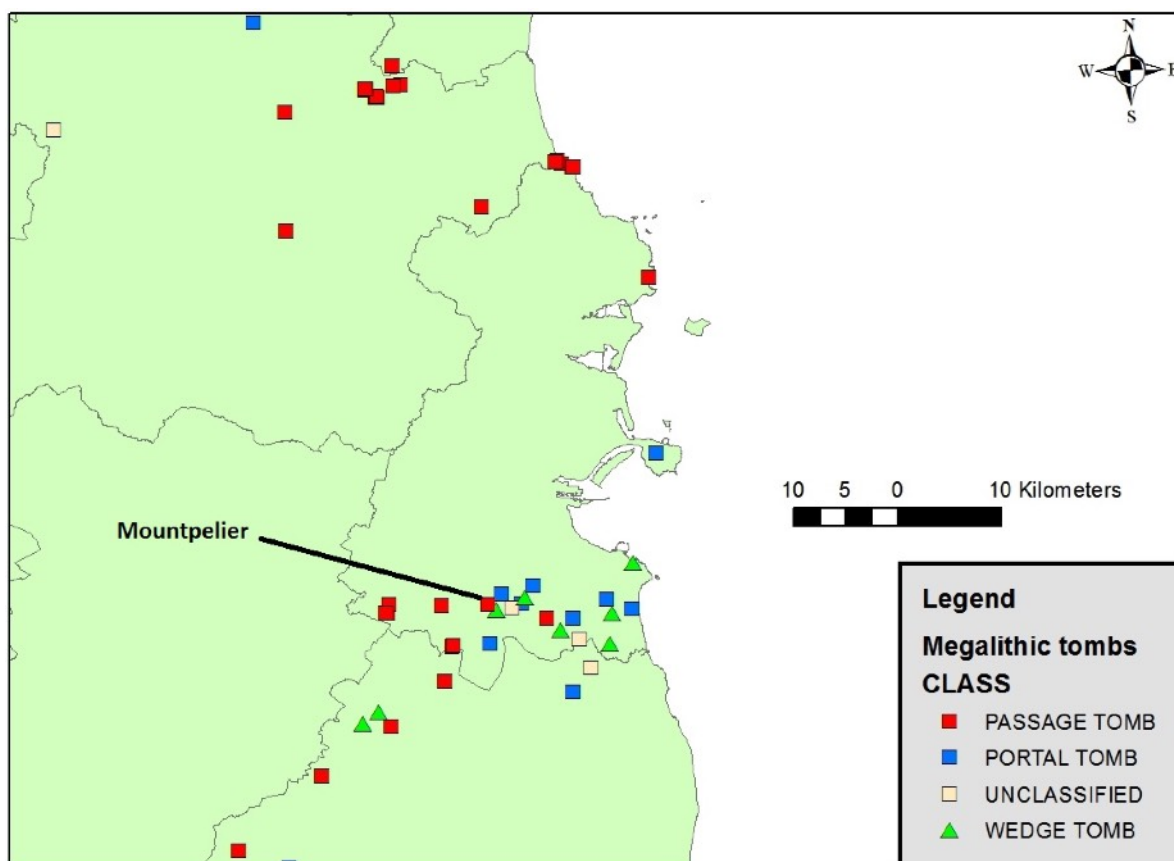 N
W E
S
10 5 0 10 Kilometers
Mountpelier
Legend
Megalithic tombs
CLASS
PASSAGE TOMB
PORTAL TOMB
UNCLASSIFIED
WEDGE TOMB